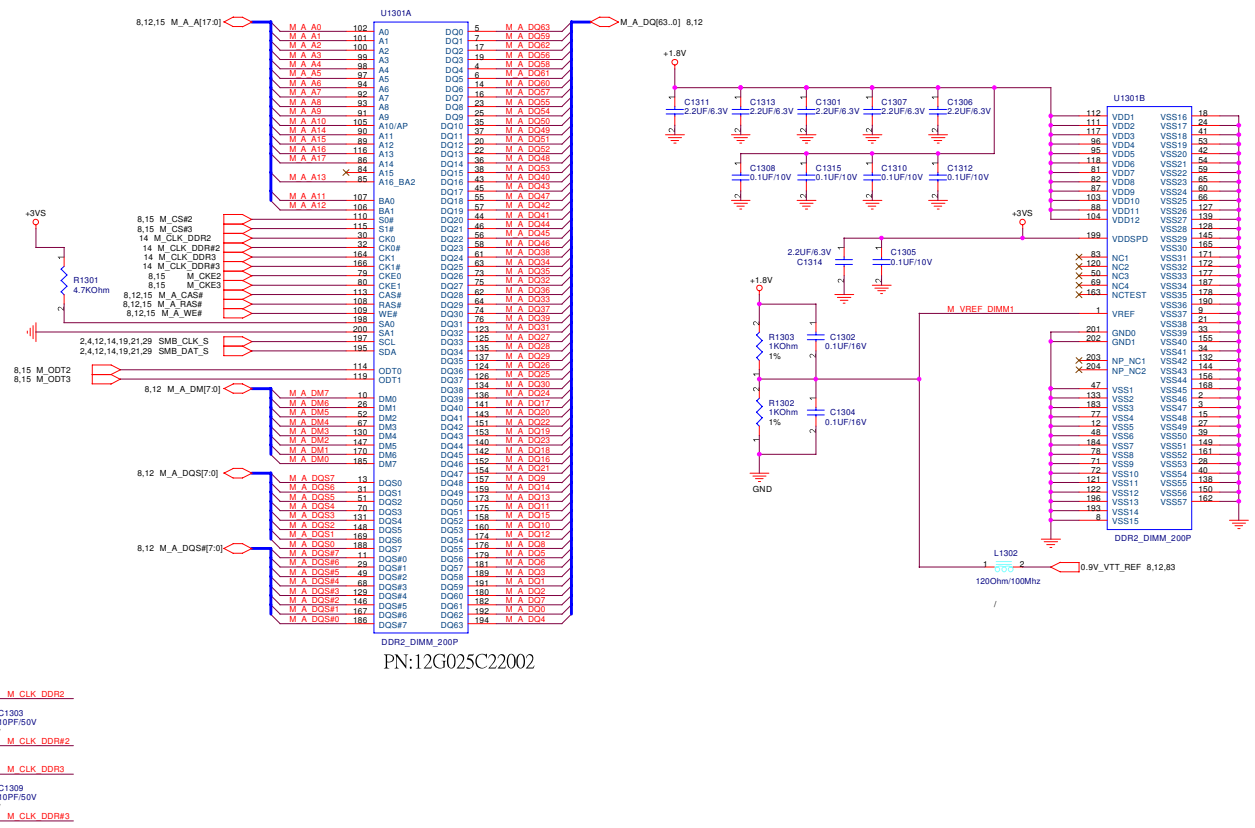 8,12,15 M_A_A[17:0]
U1301A
M_A_DQ[63..0] 8,12
M_A_A0 102 A0 DQ0 5 M_A_DQ63
M_A_A1 101 A1 DQ1 7 M_A_DQ59
M_A_A2 100 A2 DQ2 17 M_A_DQ62
M_A_A3 99 A3 DQ3 19 M_A_DQ56
M_A_A4 98 A4 DQ4 4 M_A_DQ58
M_A_A5 97 A5 DQ5 6 M_A_DQ61
M_A_A6 94 A6 DQ6 14 M_A_DQ60
M_A_A7 92 A7 DQ7 16 M_A_DQ57
M_A_A8 93 A8 DQ8 23 M_A_DQ55
M_A_A9 91 A9 DQ9 25 M_A_DQ54
M_A_A10 105 A10/AP DQ10 35 M_A_DQ50
M_A_A14 90 A11 DQ11 37 M_A_DQ49
M_A_A15 89 A12 DQ12 20 M_A_DQ51
M_A_A16 116 A13 DQ13 22 M_A_DQ52
M_A_A17 86 A14 DQ14 36 M_A_DQ48
84 A15 DQ15 38 M_A_DQ53
M_A_A13 85 A16_BA2 DQ16 43 M_A_DQ40
DQ17 45 M_A_DQ43
M_A_A11 107 BA0 DQ18 55 M_A_DQ47
M_A_A12 106 BA1 DQ19 57 M_A_DQ42
8,15 M_CS#2 110 S0# DQ20 44 M_A_DQ41
8,15 M_CS#3 115 S1# DQ21 46 M_A_DQ45
14 M_CLK_DDR2 30 CK0 DQ22 56 M_A_DQ44
14 M_CLK_DDR#2 32 CK0# DQ23 58 M_A_DQ46
14 M_CLK_DDR3 164 CK1 DQ24 61 M_A_DQ38
14 M_CLK_DDR#3 166 CK1# DQ25 63 M_A_DQ34
8,15 M_CKE2 79 CKE0 DQ26 73 M_A_DQ35
8,15 M_CKE3 80 CKE1 DQ27 75 M_A_DQ32
8,12,15 M_A_CAS# 113 CAS# DQ28 62 M_A_DQ36
8,12,15 M_A_RAS# 108 RAS# DQ29 64 M_A_DQ33
8,12,15 M_A_WE# 109 WE# DQ30 74 M_A_DQ37
198 SA0 DQ31 76 M_A_DQ39
200 SA1 DQ32 123 M_A_DQ31
2,4,12,14,19,21,29 SMB_CLK_S 197 SCL DQ33 125 M_A_DQ27
2,4,12,14,19,21,29 SMB_DAT_S 195 SDA DQ34 135 M_A_DQ28
DQ35 137 M_A_DQ29
8,15 M_ODT2 114 ODT0 DQ36 124 M_A_DQ26
8,15 M_ODT3 119 ODT1 DQ37 126 M_A_DQ25
8,12 M_A_DM[7:0] DQ38 134 M_A_DQ30
M_A_DM7 10 DM0 DQ39 136 M_A_DQ24
M_A_DM6 26 DM1 DQ40 141 M_A_DQ17
M_A_DM5 52 DM2 DQ41 143 M_A_DQ20
M_A_DM4 67 DM3 DQ42 151 M_A_DQ22
M_A_DM3 130 DM4 DQ43 153 M_A_DQ19
M_A_DM2 147 DM5 DQ44 140 M_A_DQ23
M_A_DM1 170 DM6 DQ45 142 M_A_DQ18
M_A_DM0 185 DM7 DQ46 152 M_A_DQ16
8,12 M_A_DQS[7:0] DQ47 154 M_A_DQ21
M_A_DQS7 13 DQS0 DQ48 157 M_A_DQ9
M_A_DQS6 31 DQS1 DQ49 159 M_A_DQ14
M_A_DQS5 51 DQS2 DQ50 173 M_A_DQ13
M_A_DQS4 70 DQS3 DQ51 175 M_A_DQ11
M_A_DQS3 131 DQS4 DQ52 158 M_A_DQ15
M_A_DQS2 148 DQS5 DQ53 160 M_A_DQ10
M_A_DQS1 169 DQS6 DQ54 174 M_A_DQ12
M_A_DQS0 188 DQS7 DQ55 176 M_A_DQ8
8,12 M_A_DQS#[7:0]
M_A_DQS#7 11 DQS#0 DQ56 179 M_A_DQ5
M_A_DQS#6 29 DQS#1 DQ57 181 M_A_DQ6
M_A_DQS#5 49 DQS#2 DQ58 189 M_A_DQ3
M_A_DQS#4 68 DQS#3 DQ59 191 M_A_DQ1
M_A_DQS#3 129 DQS#4 DQ60 180 M_A_DQ2
M_A_DQS#2 146 DQS#5 DQ61 182 M_A_DQ7
M_A_DQS#1 167 DQS#6 DQ62 192 M_A_DQ0
M_A_DQS#0 186 DQS#7 DQ63 194 M_A_DQ4
DDR2_DIMM_200P
PN:12G025C22002
+3VS
1
R1301
4.7KOhm
2
M_CLK_DDR2
C1303
10PF/50V
M_CLK_DDR#2
M_CLK_DDR3
C1309
10PF/50V
M_CLK_DDR#3
+1.8V
1 1 1 1 1
C1311 C1313 C1301 C1307 C1306
2.2UF/6.3V 2.2UF/6.3V 2.2UF/6.3V 2.2UF/6.3V 2.2UF/6.3V
2 2 2 2 2
1 1 1 1
C1308 C1315 C1310 C1312
0.1UF/10V 0.1UF/10V 0.1UF/10V 0.1UF/10V
2 2 2 2
+3VS
1 1
2.2UF/6.3V C1305
C1314 0.1UF/10V
2 2
+1.8V
2 1
R1303 C1302
1KOhm 0.1UF/16V
1%
1 2
2 1
R1302 C1304
1KOhm 0.1UF/16V
1%
1 2
GND
M_VREF_DIMM1
L1302
1 2
0.9V_VTT_REF 8,12,83
120Ohm/100Mhz
/
U1301B
112 VDD1 VSS16 18
111 VDD2 VSS17 24
117 VDD3 VSS18 41
96 VDD4 VSS19 53
95 VDD5 VSS20 42
118 VDD6 VSS21 54
81 VDD7 VSS22 59
82 VDD8 VSS23 65
87 VDD9 VSS24 60
103 VDD10 VSS25 66
88 VDD11 VSS26 127
104 VDD12 VSS27 139
VSS28 128
199 VDDSPD VSS29 145
VSS30 165
83 NC1 VSS31 171
120 NC2 VSS32 172
50 NC3 VSS33 177
69 NC4 VSS34 187
163 NCTEST VSS35 178
VSS36 190
1 VREF VSS37 9
VSS38 21
201 GND0 VSS39 33
202 GND1 VSS40 155
VSS41 34
203 NP_NC1 VSS42 132
204 NP_NC2 VSS43 144
VSS44 156
47 VSS1 VSS45 168
133 VSS2 VSS46 2
183 VSS3 VSS47 3
77 VSS4 VSS48 15
12 VSS5 VSS49 27
48 VSS6 VSS50 39
184 VSS7 VSS51 149
78 VSS8 VSS52 161
71 VSS9 VSS53 28
72 VSS10 VSS54 40
121 VSS11 VSS55 138
122 VSS12 VSS56 150
196 VSS13 VSS57 162
193 VSS14
8 VSS15
DDR2_DIMM_200P